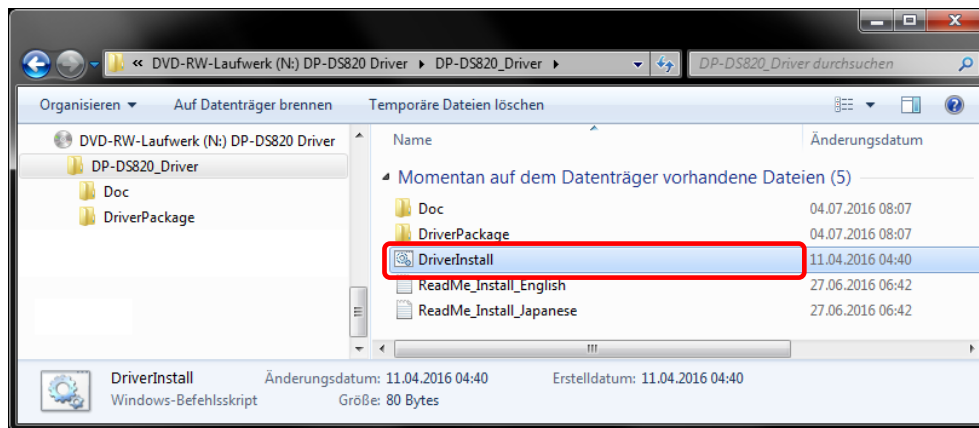 « DVD-RW-Laufwerk (N:) DP-DS820 Driver ▸ DP-DS820_Driver ▸ DP-DS820_Driver durchsuchen
Organisieren ▼ Auf Datenträger brennen Temporäre Dateien löschen
DVD-RW-Laufwerk (N:) DP-DS820 Driver
DP-DS820_Driver
Doc
DriverPackage
Name Änderungsdatum
Momentan auf dem Datenträger vorhandene Dateien (5)
Doc 04.07.2016 08:07
DriverPackage 04.07.2016 08:07
DriverInstall 11.04.2016 04:40
ReadMe_Install_English 27.06.2016 06:42
ReadMe_Install_Japanese 27.06.2016 06:42
DriverInstall Änderungsdatum: 11.04.2016 04:40 Erstelldatum: 11.04.2016 04:40
Windows-Befehlsskript Größe: 80 Bytes